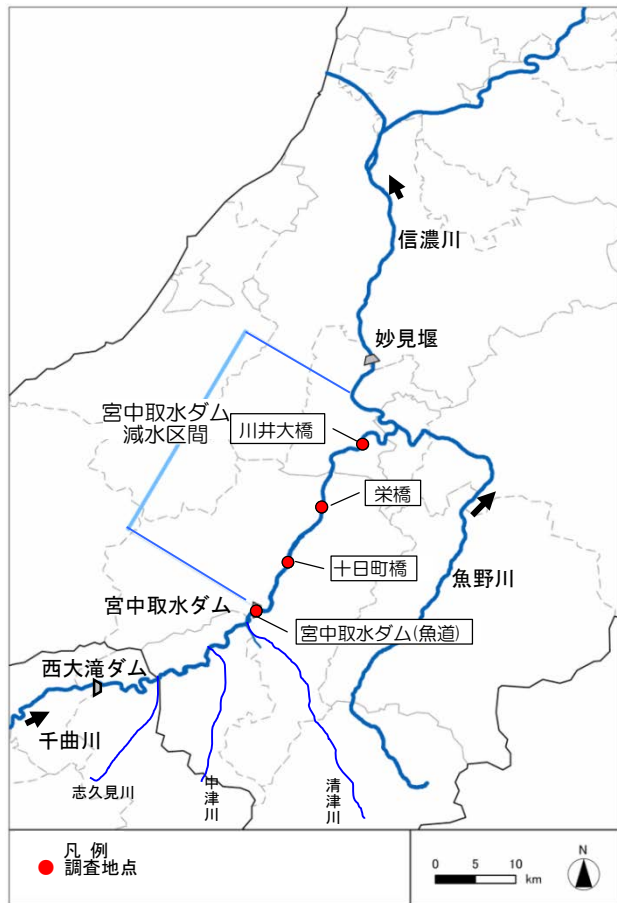 信濃川
妙見堰
宮中取水ダム
減水区間
川井大橋
栄橋
十日町橋
魚野川
宮中取水ダム
宮中取水ダム(魚道)
西大滝ダム
千曲川
志久見川
中津川
清津川
凡 例
調査地点
0 5 10
km
N